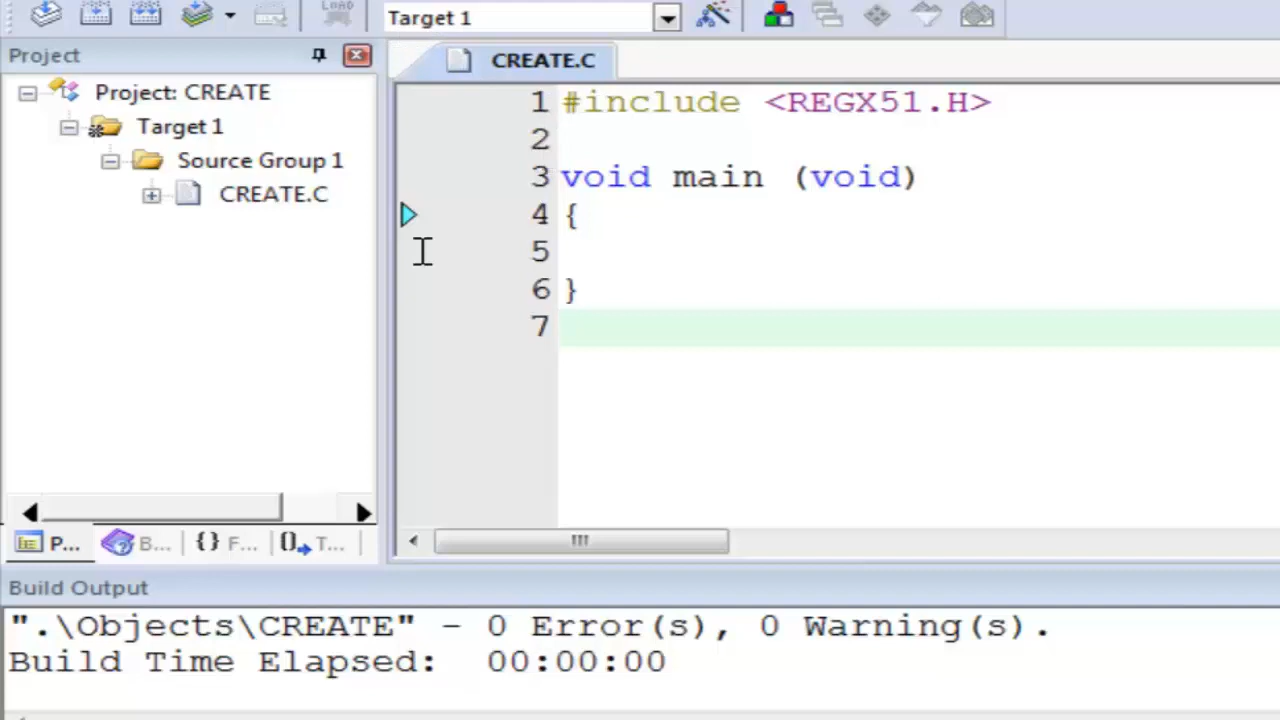 LOAD
Target 1
Project
CREATE.C
Project: CREATE
Target 1
Source Group 1
CREATE.C
1 #include <REGX51.H>
2
3 void main (void)
4 {
5
6 }
7
P... B... {} F... {} T...
Build Output
".\Objects\CREATE" - 0 Error(s), 0 Warning(s).
Build Time Elapsed: 00:00:00